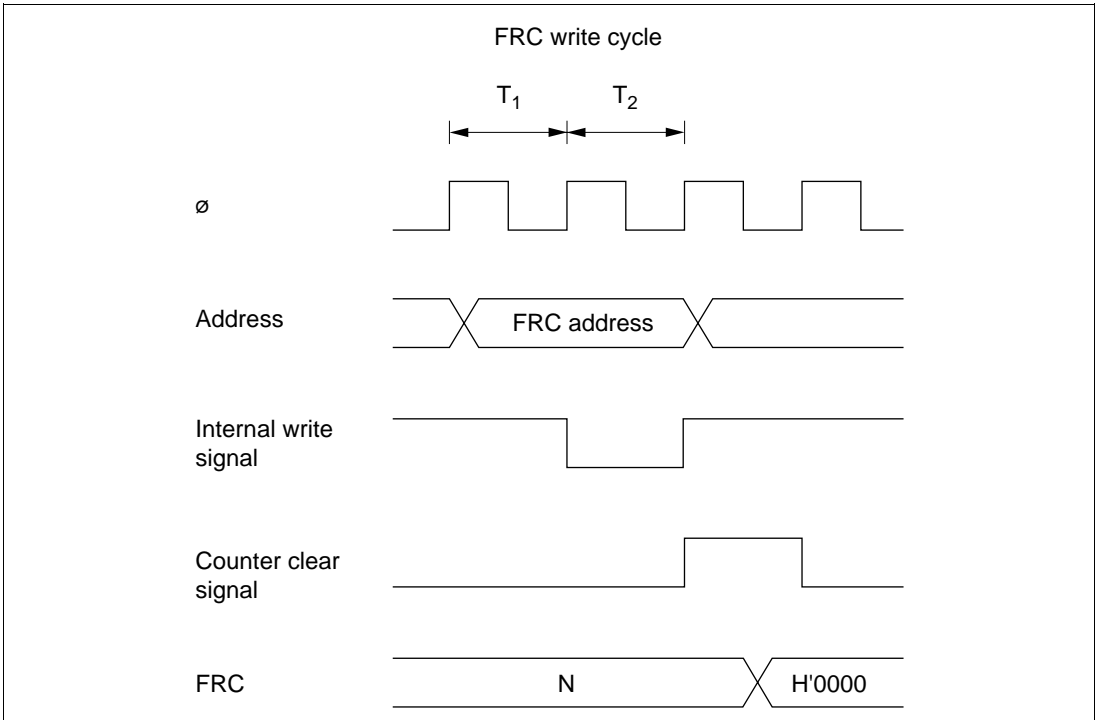 FRC write cycle
T1 T2
ø
Address
FRC address
Internal write
signal
Counter clear
signal
FRC
N
H'0000